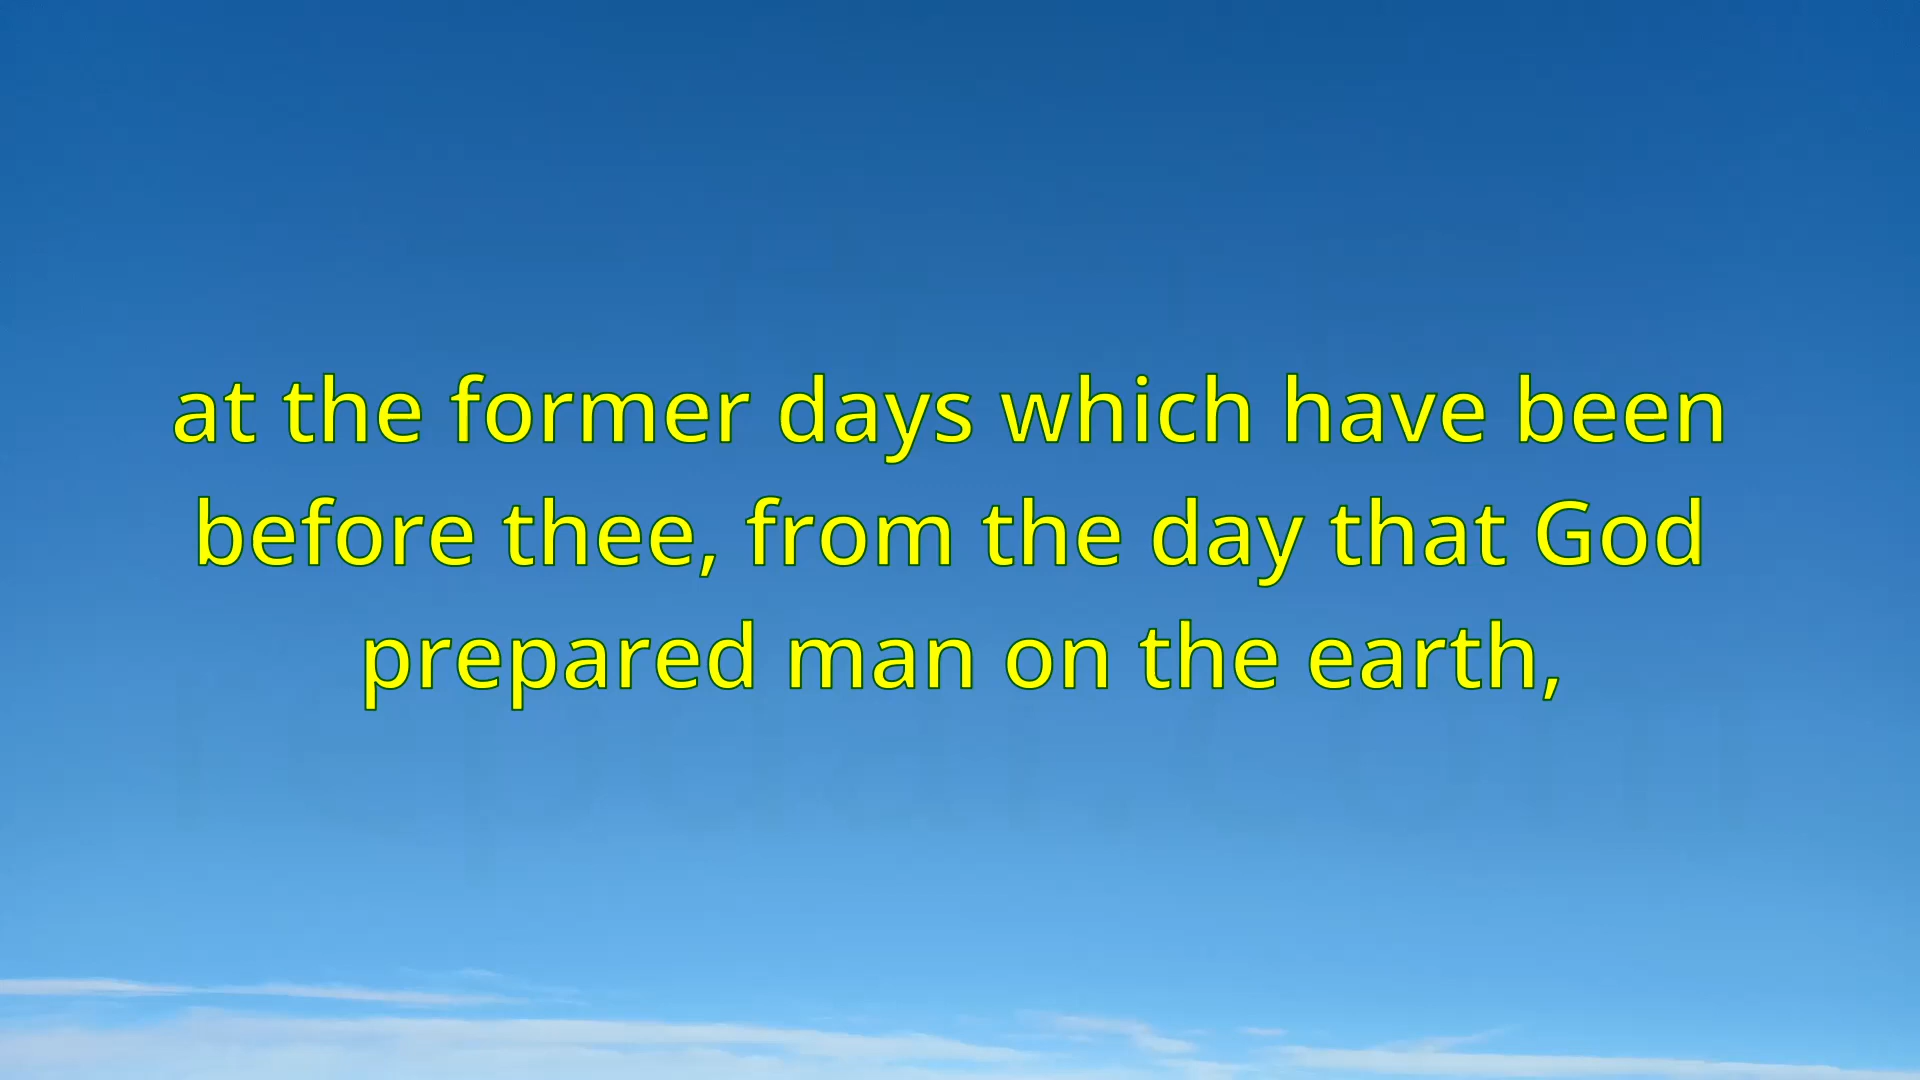 at the former days which have been
before thee, from the day that God
prepared man on the earth,